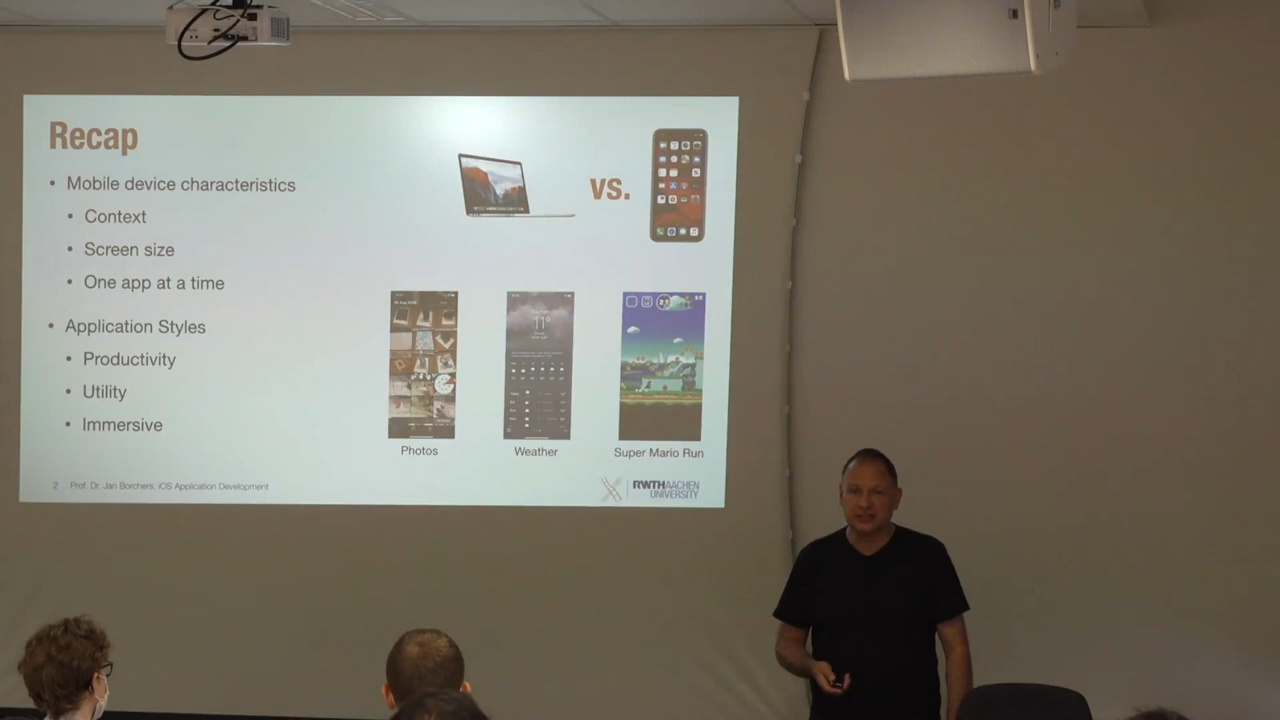 Recap
• Mobile device characteristics
• Context
• Screen size
• One app at a time
• Application Styles
• Productivity
• Utility
• Immersive
vs.
11°
Photos
Weather
Super Mario Run
2 Prof. Dr. Jan Borchers: iOS Application Development
RWTHAACHEN
UNIVERSITY